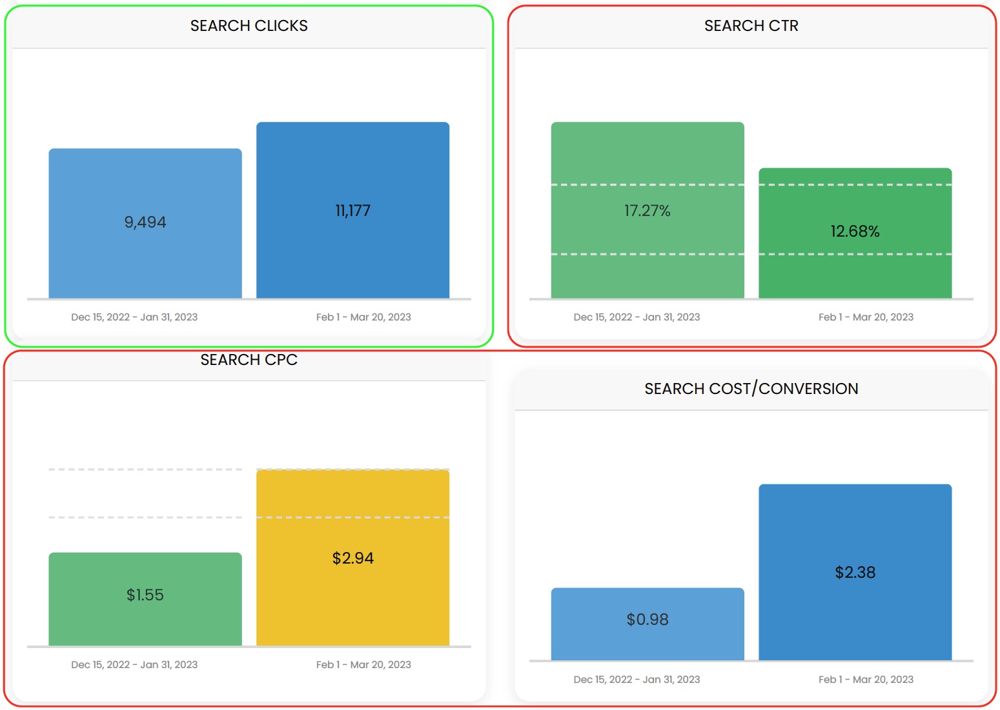 SEARCH CLICKS
9,494
11,177
Dec 15, 2022 - Jan 31, 2023
Feb 1 - Mar 20, 2023
SEARCH CTR
17.27%
12.68%
Dec 15, 2022 - Jan 31, 2023
Feb 1 - Mar 20, 2023
SEARCH CPC
$1.55
$2.94
Dec 15, 2022 - Jan 31, 2023
Feb 1 - Mar 20, 2023
SEARCH COST/CONVERSION
$0.98
$2.38
Dec 15, 2022 - Jan 31, 2023
Feb 1 - Mar 20, 2023